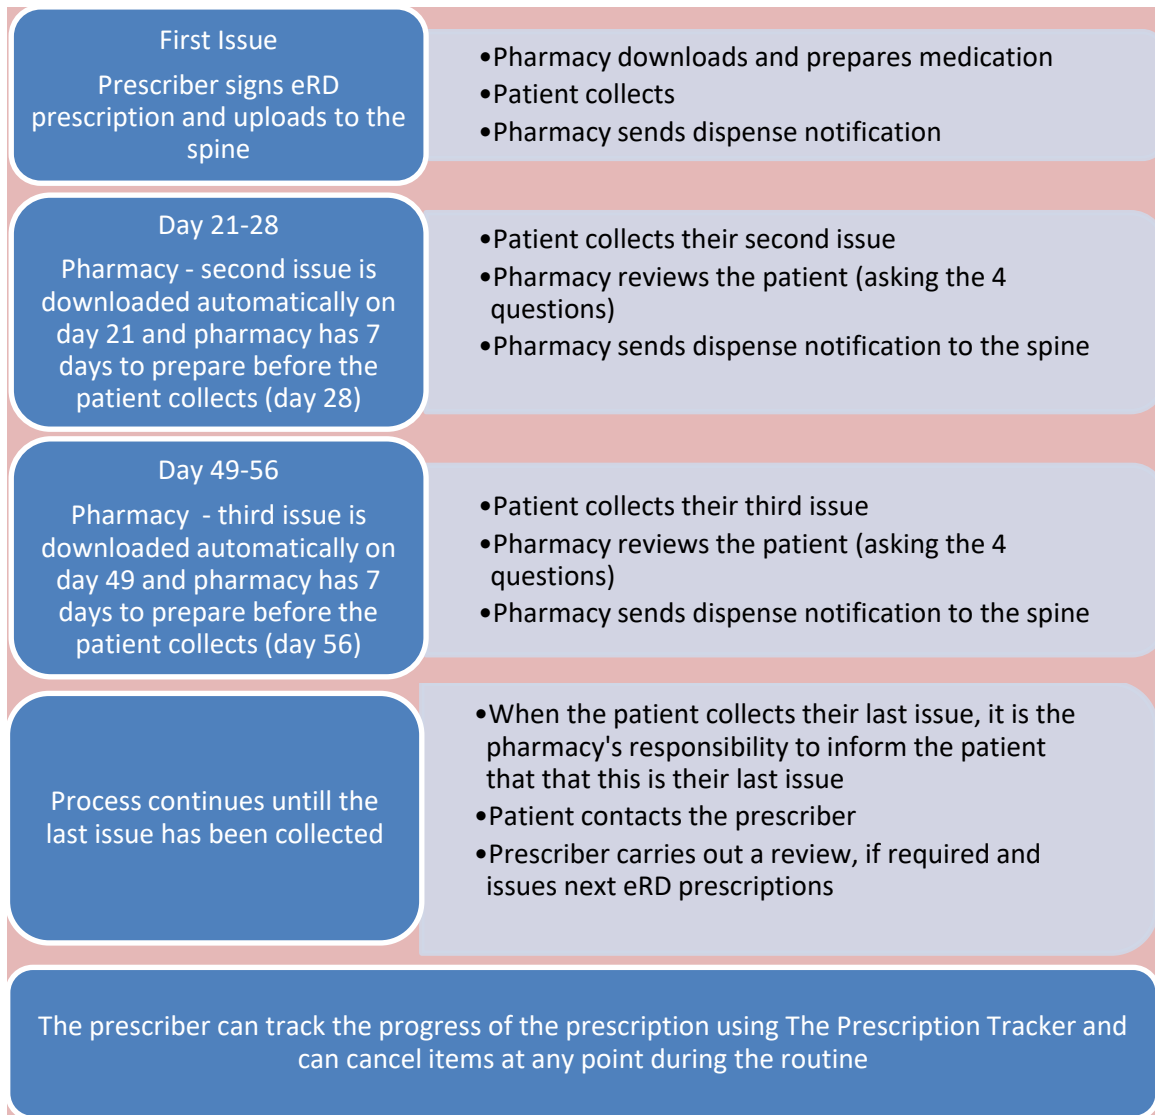 First Issue
Prescriber signs eRD
prescription and uploads to the
spine
•Pharmacy downloads and prepares medication
•Patient collects
•Pharmacy sends dispense notification
Day 21-28
Pharmacy - second issue is
downloaded automatically on
day 21 and pharmacy has 7
days to prepare before the
patient collects (day 28)
•Patient collects their second issue
•Pharmacy reviews the patient (asking the 4
questions)
•Pharmacy sends dispense notification to the spine
Day 49-56
Pharmacy  - third issue is
downloaded automatically on
day 49 and pharmacy has 7
days to prepare before the
patient collects (day 56)
•Patient collects their third issue
•Pharmacy reviews the patient (asking the 4
questions)
•Pharmacy sends dispense notification to the spine
Process continues untill the
last issue has been collected
•When the patient collects their last issue, it is the
pharmacy's responsibility to inform the patient
that that this is their last issue
•Patient contacts the prescriber
•Prescriber carries out a review, if required and
issues next eRD prescriptions
The prescriber can track the progress of the prescription using The Prescription Tracker and
can cancel items at any point during the routine